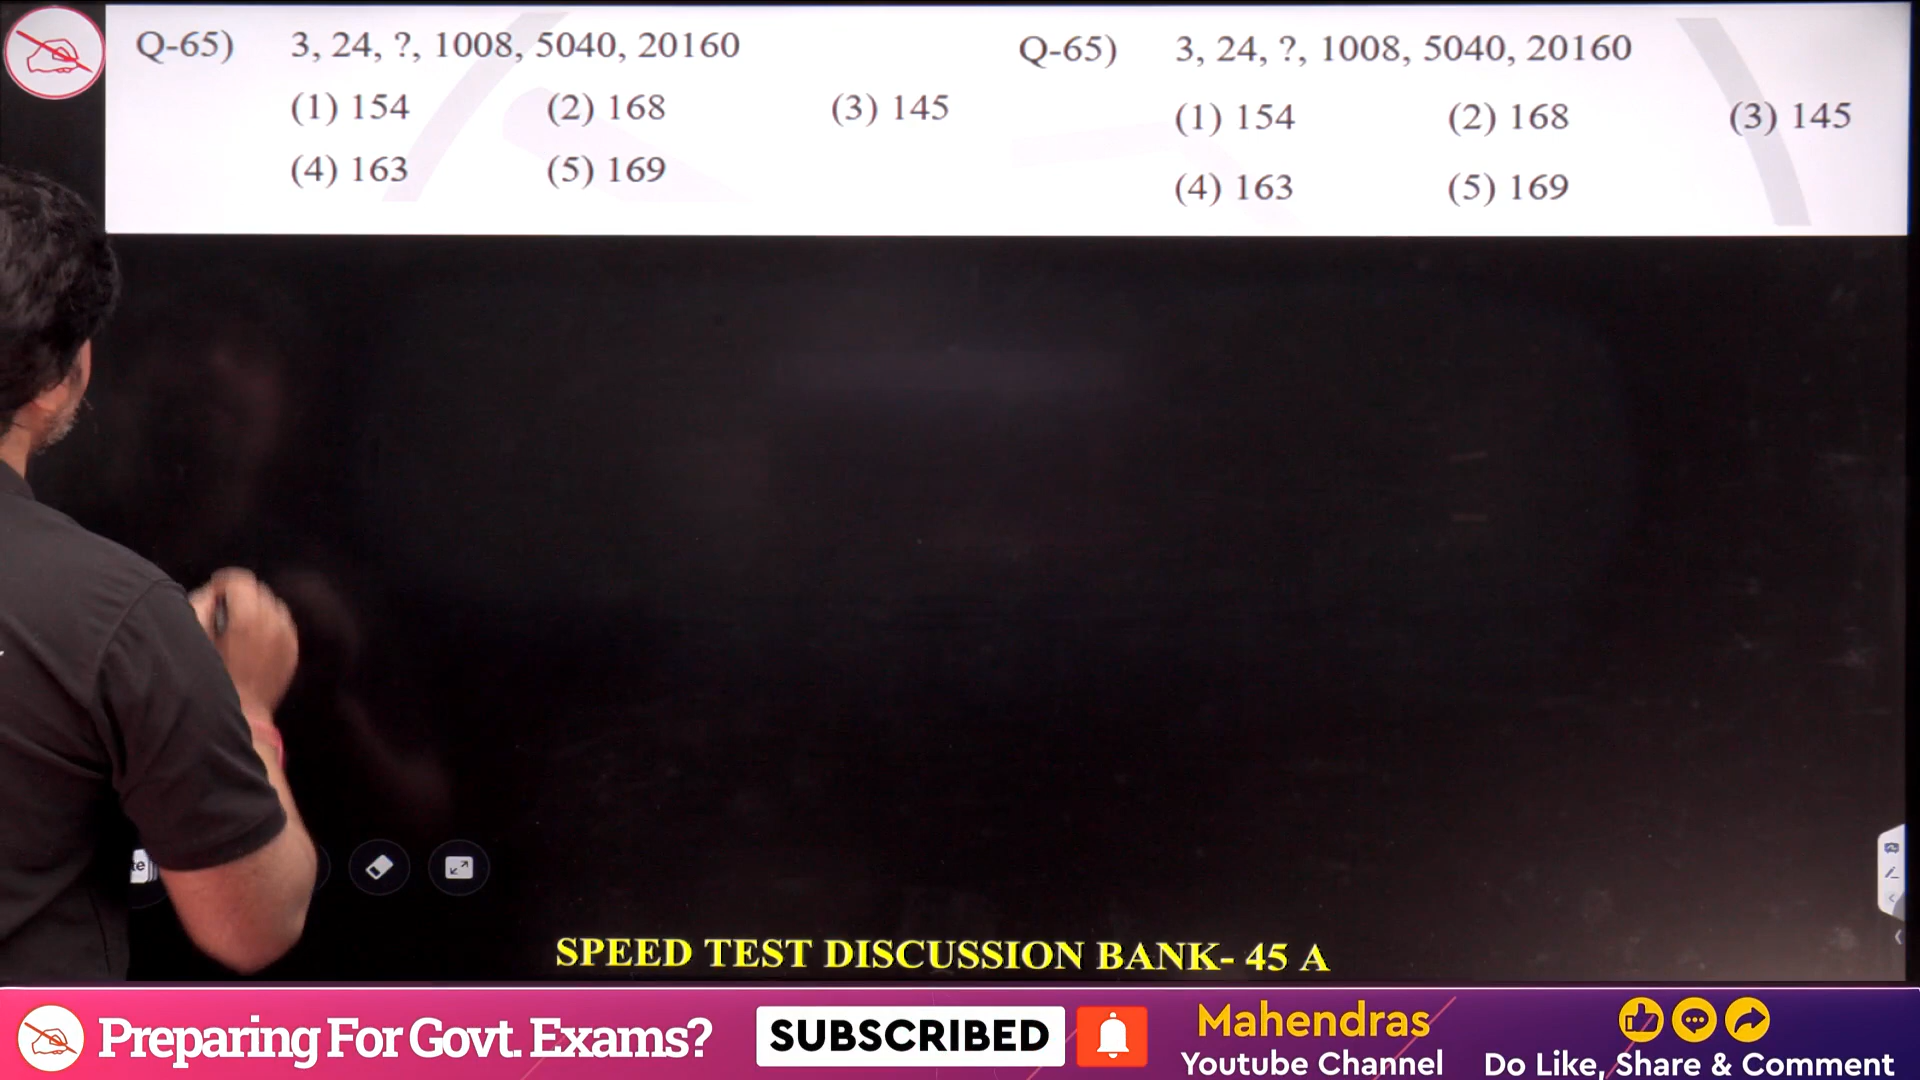 Q-65) 3, 24, ?, 1008, 5040, 20160
(1) 154 (2) 168 (3) 145
(4) 163 (5) 169
Q-65) 3, 24, ?, 1008, 5040, 20160
(1) 154 (2) 168 (3) 145
(4) 163 (5) 169
SPEED TEST DISCUSSION BANK- 45 A
Preparing For Govt. Exams?
SUBSCRIBED
Mahendras
Youtube Channel
Do Like, Share & Comment